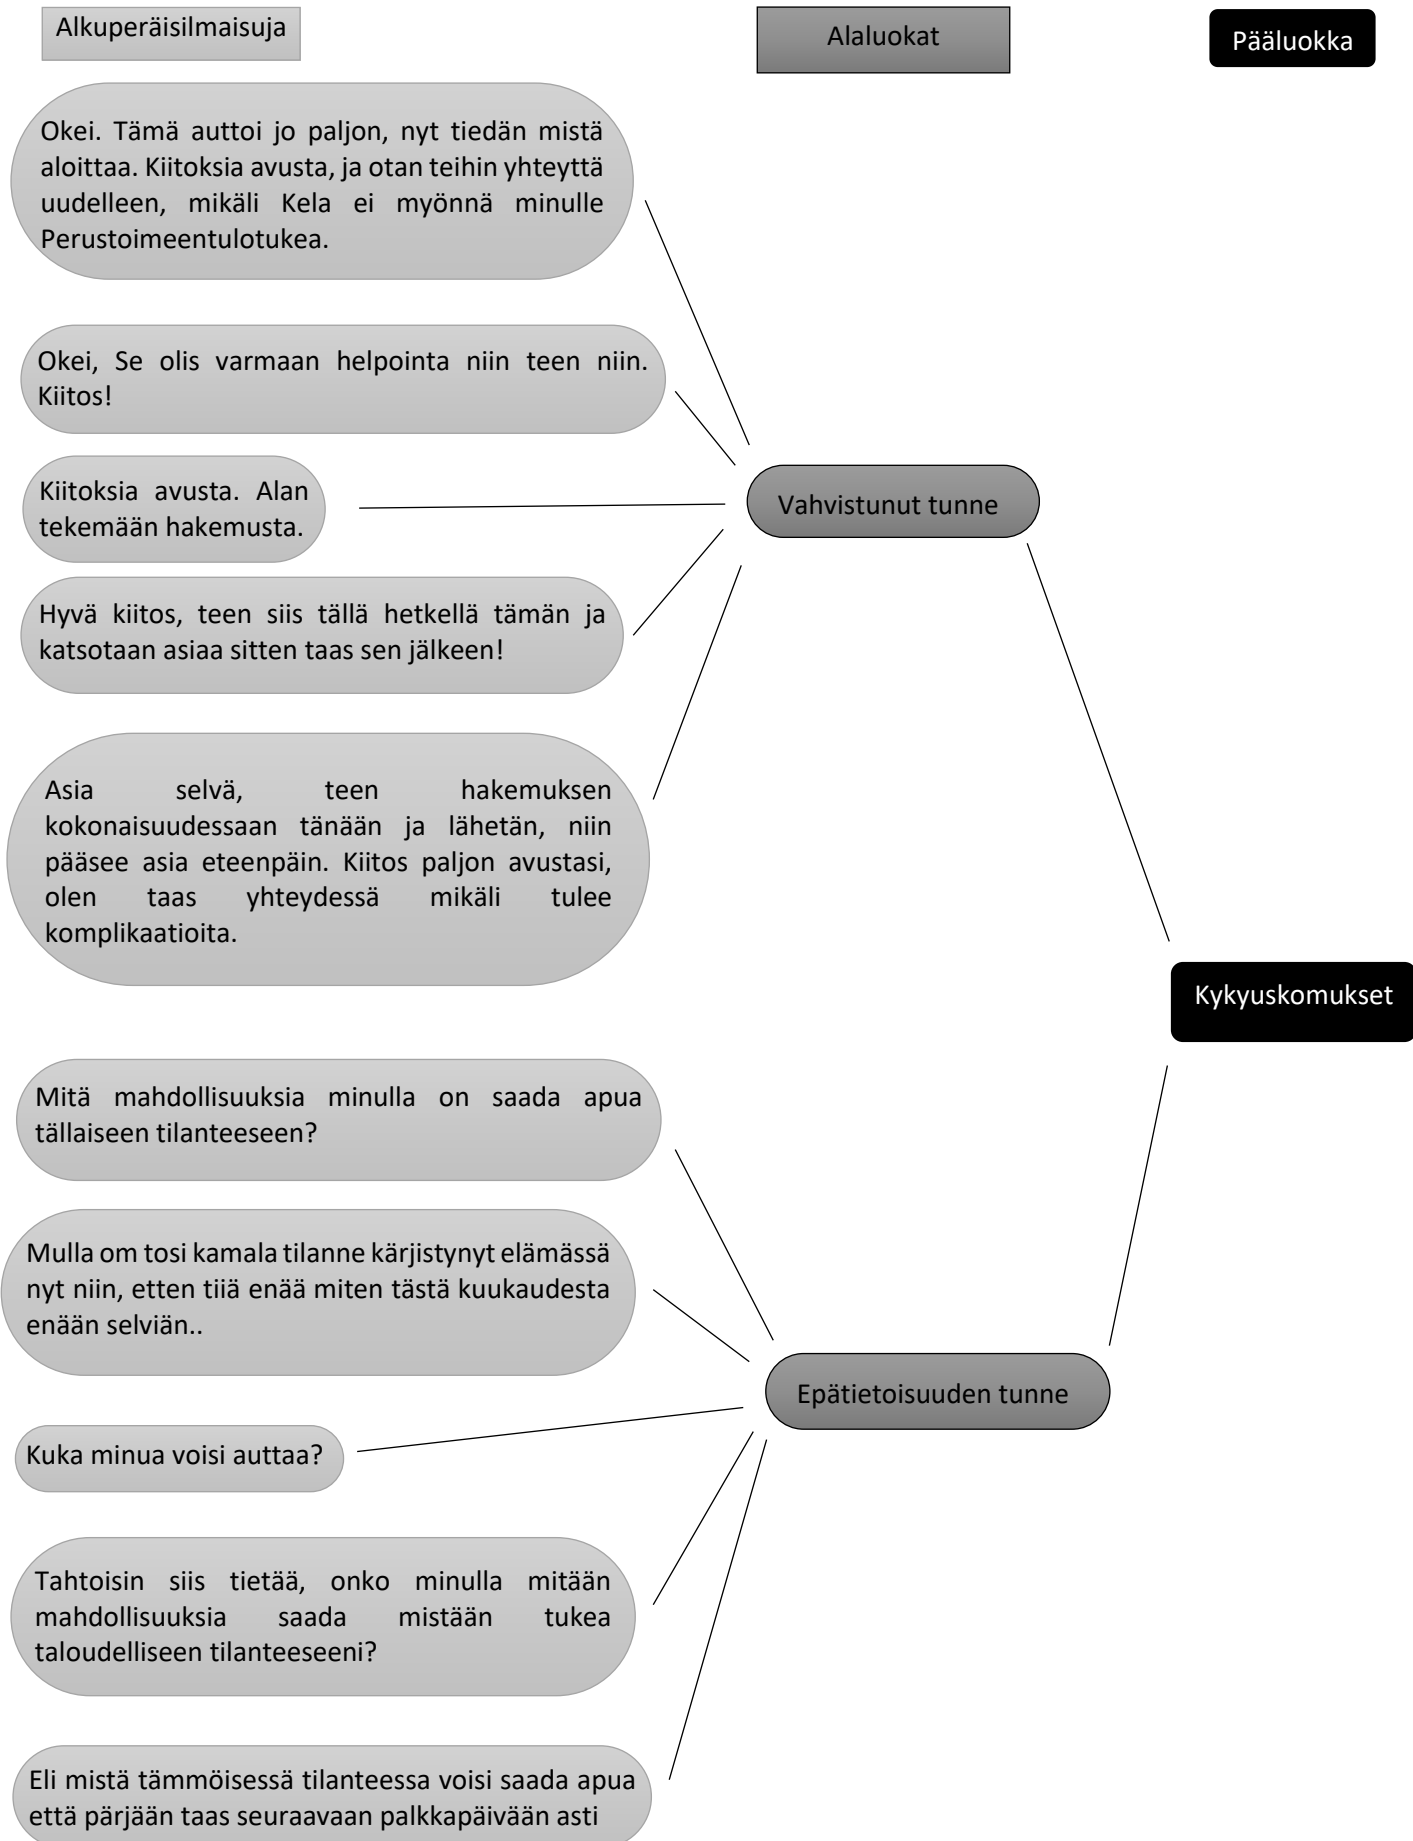 Alkuperäisilmaisuja
Alaluokat
Pääluokka
Okei. Tämä auttoi jo paljon, nyt tiedän mistä
aloittaa. Kiitoksia avusta, ja otan teihin yhteyttä
uudelleen, mikäli Kela ei myönnä minulle
Perustoimeentulotukea.
Okei, Se olis varmaan helpointa niin teen niin.
Kiitos!
Kiitoksia avusta. Alan
tekemään hakemusta.
Vahvistunut tunne
Hyvä kiitos, teen siis tällä hetkellä tämän ja
katsotaan asiaa sitten taas sen jälkeen!
Asia selvä, teen hakemuksen
kokonaisuudessaan tänään ja lähetän, niin
pääsee asia eteenpäin. Kiitos paljon avustasi,
olen taas yhteydessä mikäli tulee
komplikaatioita.
Kykyuskomukset
Mitä mahdollisuuksia minulla on saada apua
tällaiseen tilanteeseen?
Mulla om tosi kamala tilanne kärjistynyt elämässä
nyt niin, etten tiiä enää miten tästä kuukaudesta
enään selviän..
Epätietoisuuden tunne
Kuka minua voisi auttaa?
Tahtoisin siis tietää, onko minulla mitään
mahdollisuuksia saada mistään tukea
taloudelliseen tilanteeseeni?
Eli mistä tämmöisessä tilanteessa voisi saada apua
että pärjään taas seuraavaan palkkapäivään asti